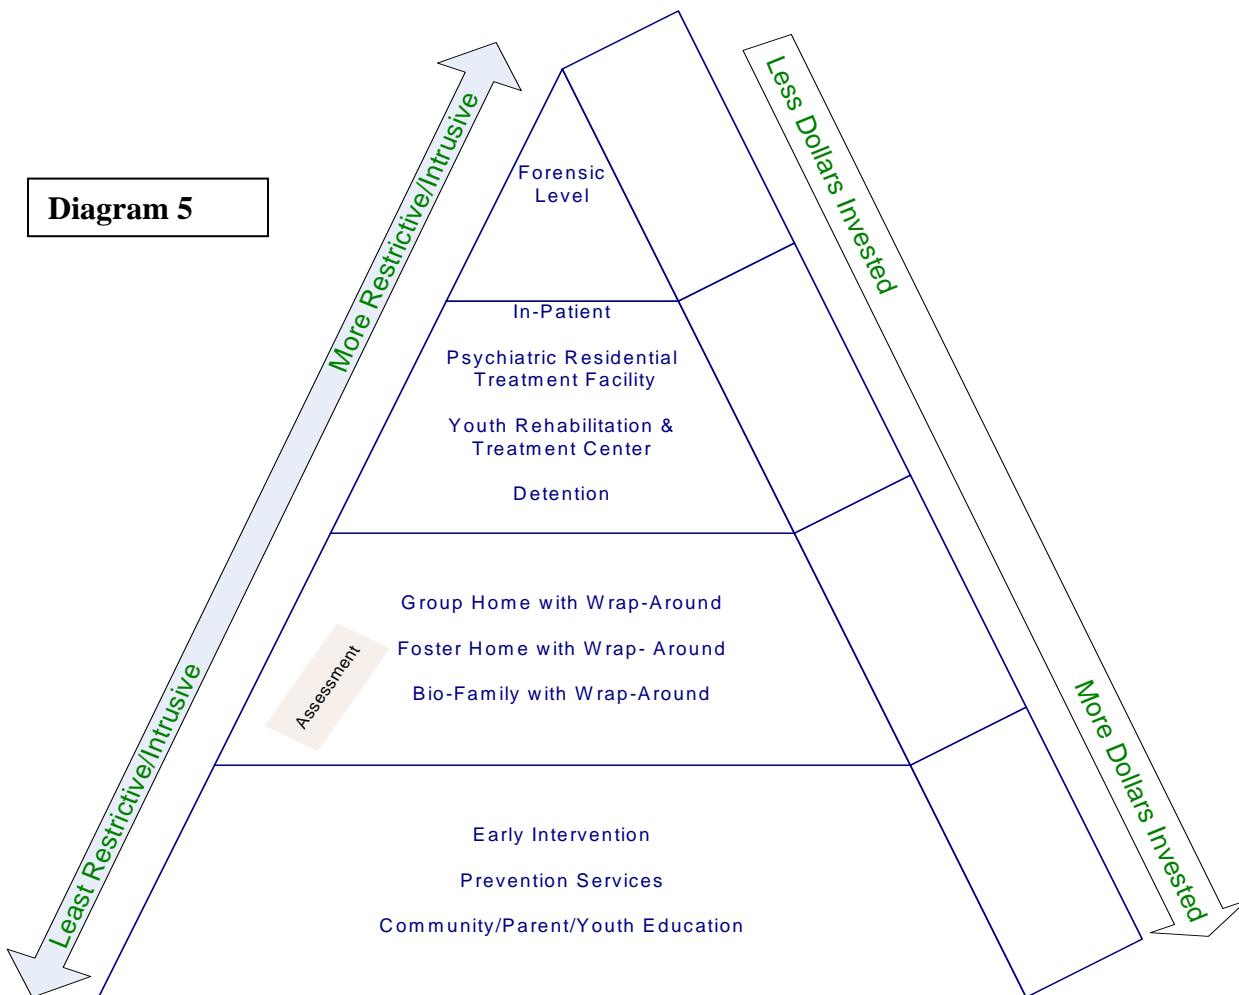 Diagram 5
More Restrictive/Intrusive
Least Restrictive/Intrusive
Less Dollars Invested
More Dollars Invested
Forensic
Level
In-Patient
Psychiatric Residential
Treatment Facility
Youth Rehabilitation &
Treatment Center
Detention
Group Home with Wrap-Around
Foster Home with Wrap- Around
Bio-Family with Wrap-Around
Assessment
Early Intervention
Prevention Services
Community/Parent/Youth Education